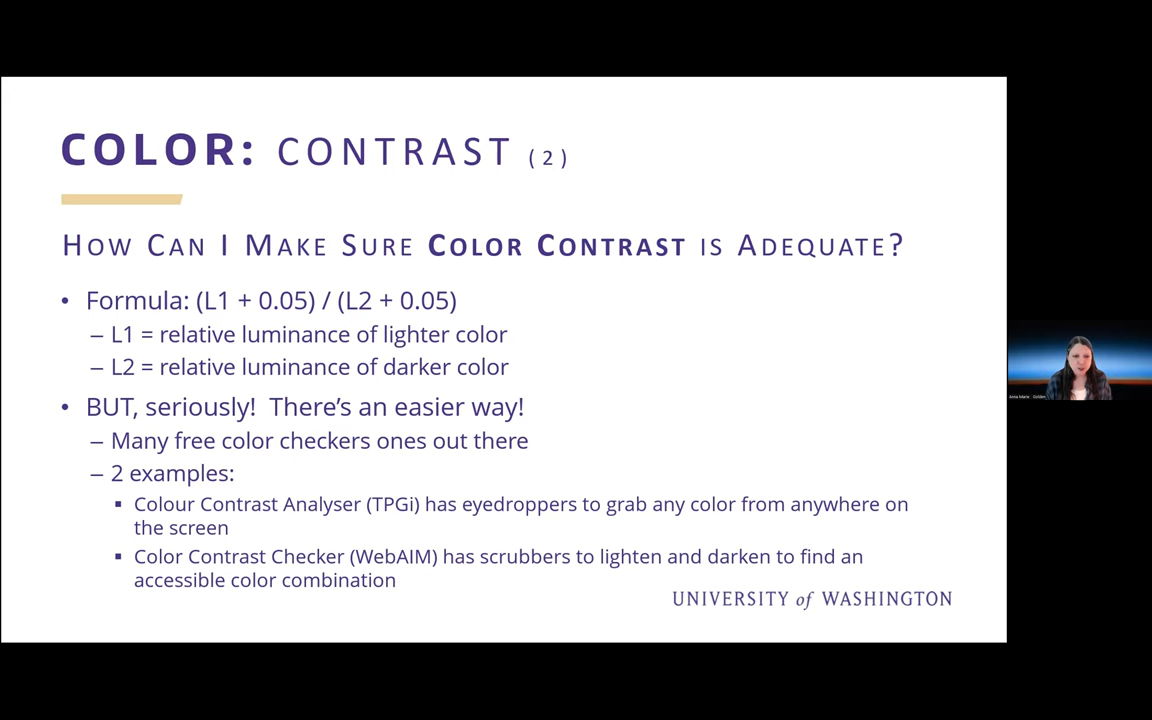 COLOR: CONTRAST (2)
HOW CAN I MAKE SURE COLOR CONTRAST IS ADEQUATE?
• Formula: (L1 + 0.05) / (L2 + 0.05)
– L1 = relative luminance of lighter color
– L2 = relative luminance of darker color
• BUT, seriously!  There’s an easier way!
– Many free color checkers ones out there
– 2 examples:
▪ Colour Contrast Analyser (TPGi) has eyedroppers to grab any color from anywhere on
the screen
▪ Color Contrast Checker (WebAIM) has scrubbers to lighten and darken to find an
accessible color combination
UNIVERSITY of WASHINGTON